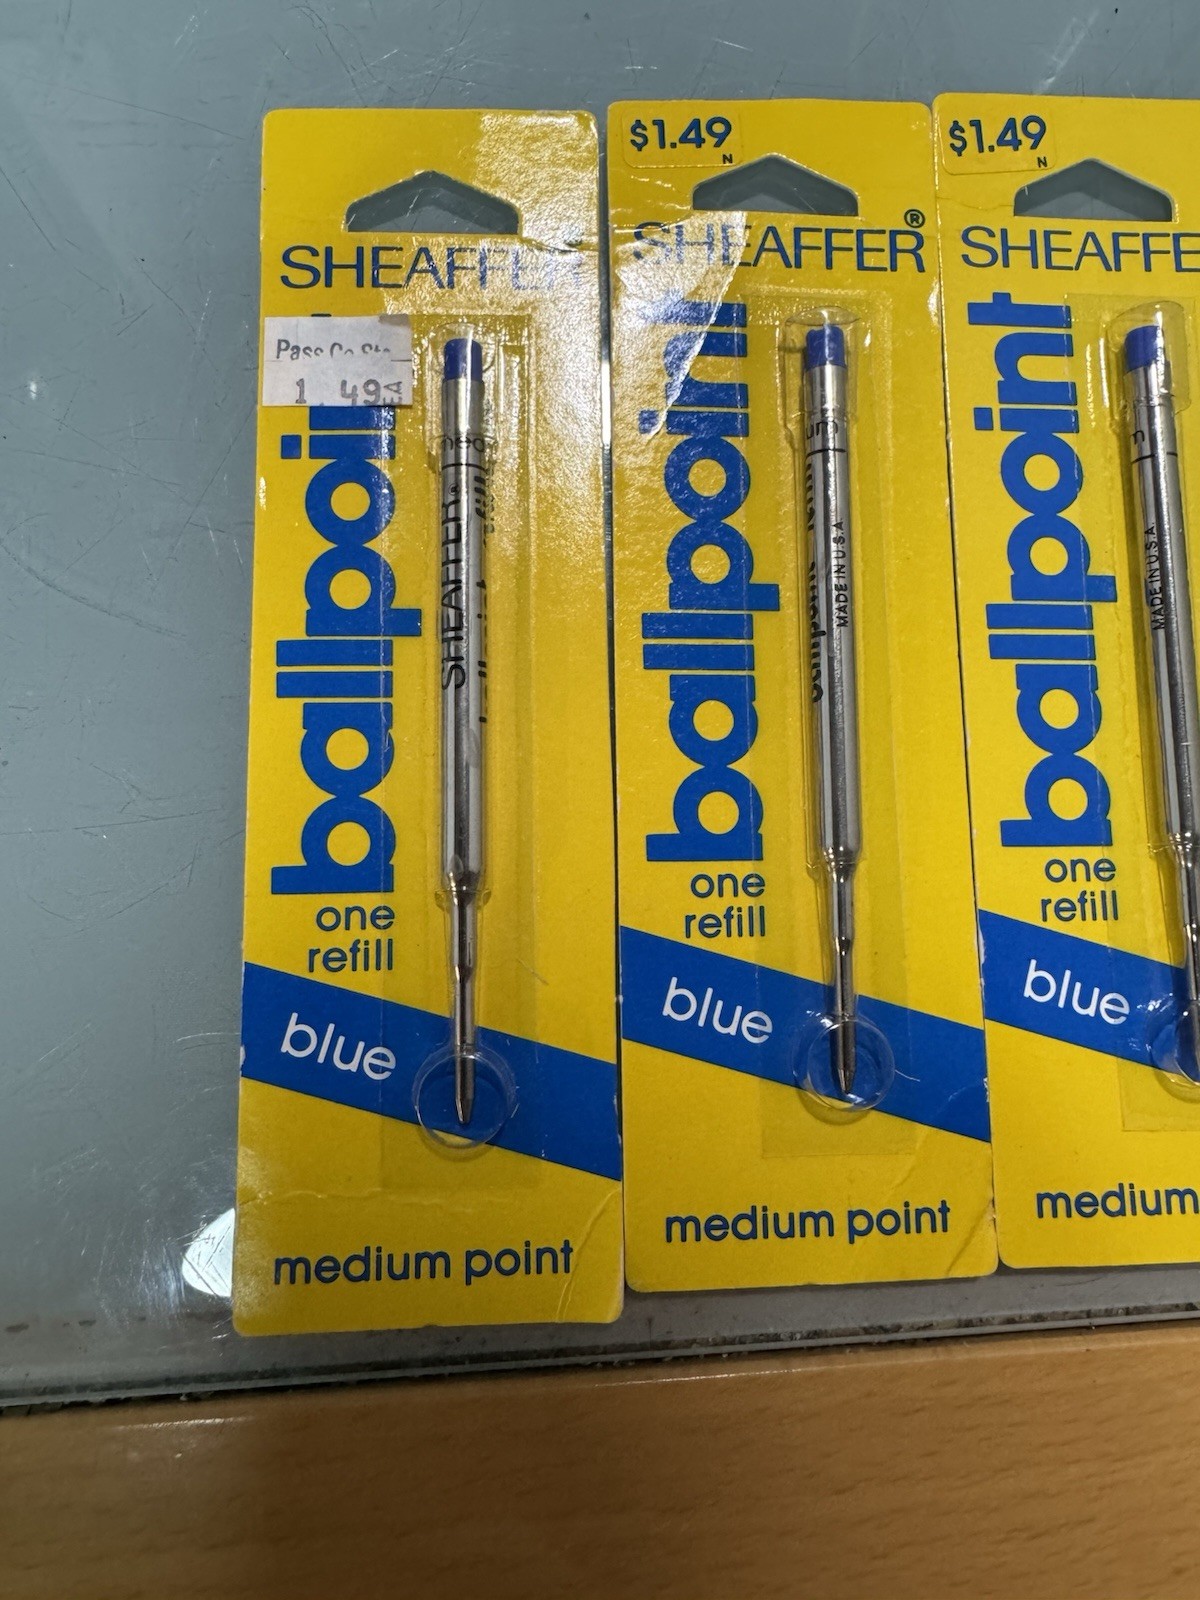 SHEAFFER
Pass Co
1.49 EA
ballpoint
one
refill
blue
medium point
SHEAFFER®
$1.49
N
SHEAFFER®
ballpoint
one
refill
blue
medium point
MADE IN U.S.A.
$1.49
N
SHEAFFE
ballpoint
one
refill
blue
medium
MADE IN U.S.A.